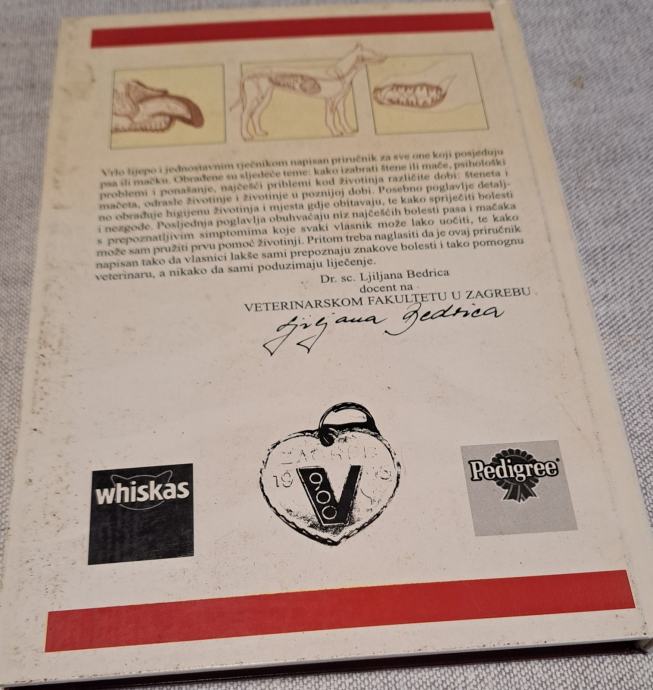 Vrlo lijepo i jednostavnim rječnikom napisan priručnik za sve one koji posjeduju
psa ili mačku. Obrađene su sljedeće teme: kako izabrati štene ili mače, psihološki
problemi i ponašanje, najčešći priblemi kod životinja različite dobi: šteneta i
mačeta, odrasle životinje i životinje u poznijoj dobi. Posebno poglavlje detalj-
no obrađuje higijenu životinja i mjesta gdje obitavaju, te kako spriječiti bolesti
i nezgode. Posljednja poglavlja obuhvaćaju niz najčešćih bolesti pasa i mačaka
s prepoznatljivim simptomima koje svaki vlasnik može lako uočiti, te kako
može sam pružiti prvu pomoć životinji. Pritom treba naglasiti da je ovaj priručnik
napisan tako da vlasnici lakše sami prepoznaju znakove bolesti i tako pomognu
veterinaru, a nikako da sami poduzimaju liječenje.
Dr. sc. Ljiljana Bedrica
docent na
VETERINARSKOM FAKULTETU U ZAGREBU
Ljiljana Bedrica
whiskas
ZAGREB
19
900
V
Pedigree